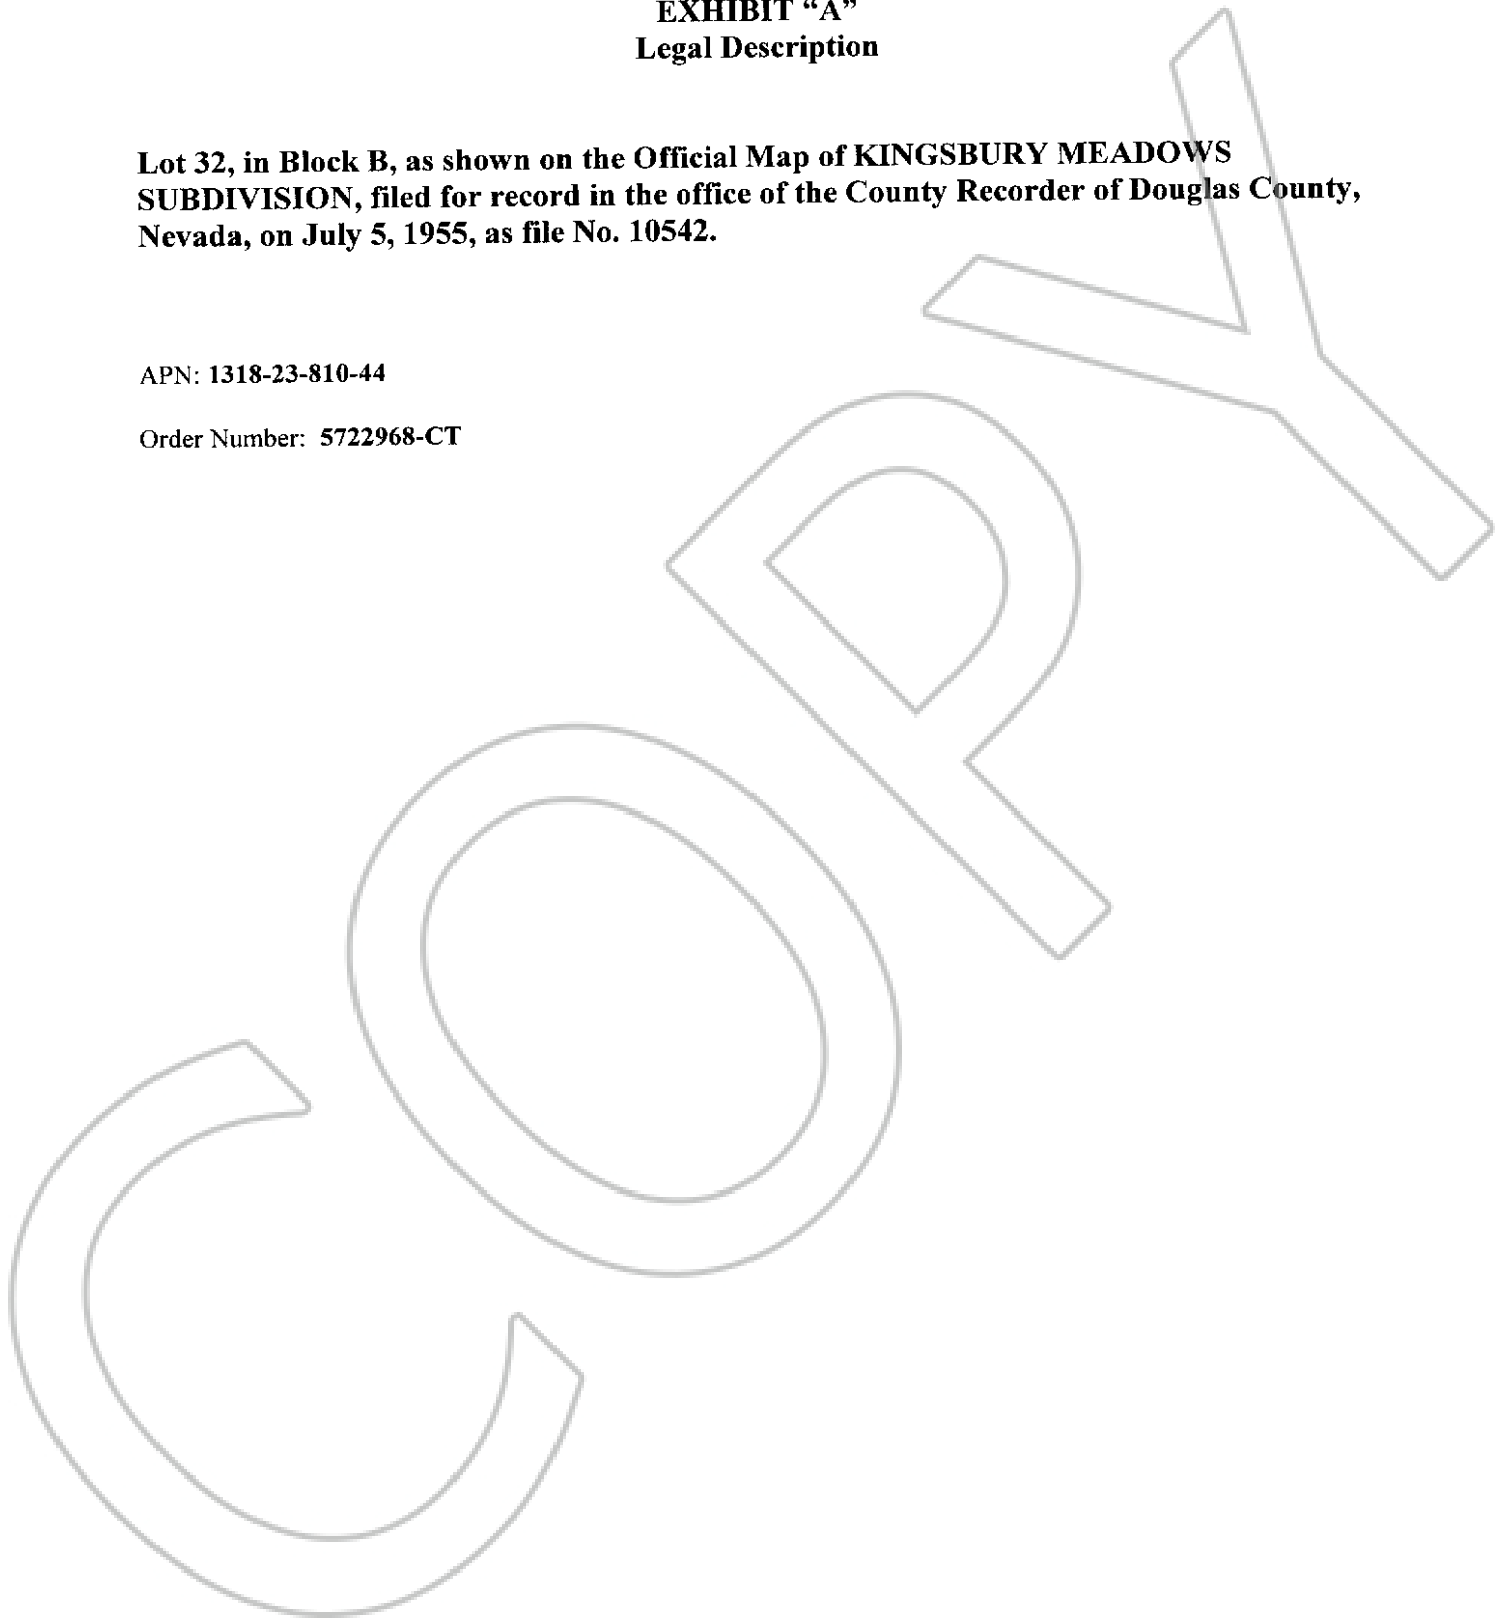 EXHIBIT “A”
Legal Description
Lot 32, in Block B, as shown on the Official Map of KINGSBURY MEADOWS
SUBDIVISION, filed for record in the office of the County Recorder of Douglas County,
Nevada, on July 5, 1955, as file No. 10542.
APN: 1318-23-810-44
Order Number: 5722968-CT
COPY